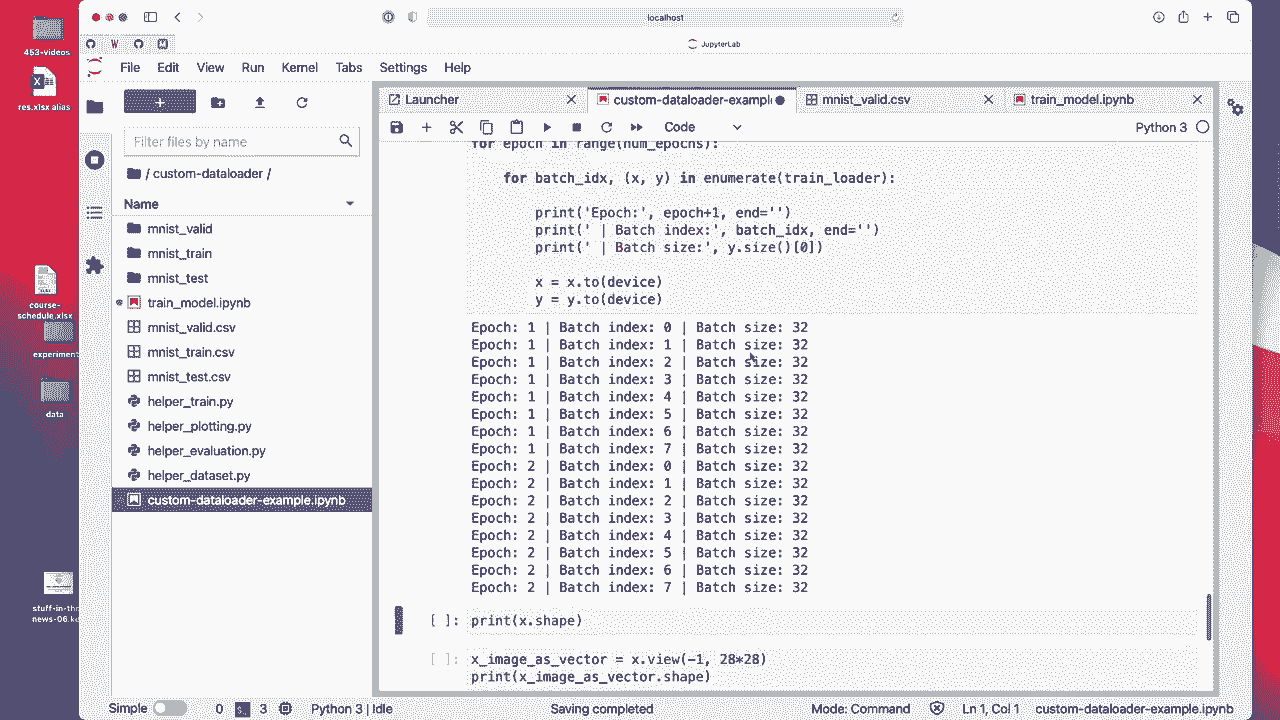 localhost
W
M
JupyterLab
File Edit View Run Kernel Tabs Settings Help
453-videos
res.xlsx alias
course-
schedule.xlsx
experiment
data
stuff-in-the
Filter files by name
/ custom-dataloader /
Name
mnist_valid
mnist_train
mnist_test
train_model.ipynb
mnist_valid.csv
mnist_train.csv
mnist_test.csv
helper_train.py
helper_plotting.py
helper_evaluation.py
helper_dataset.py
custom-dataloader-example.ipynb
Launcher custom-dataloader-exampl mnist_valid.csv train_model.ipynb
Code Python 3
for epoch in range(num_epochs):
for batch_idx, (x, y) in enumerate(train_loader):
print('Epoch:', epoch+1, end='')
print(' | Batch index:', batch_idx, end='')
print(' | Batch size:', y.size()[0])
x = x.to(device)
y = y.to(device)
Epoch: 1 | Batch index: 0 | Batch size: 32
Epoch: 1 | Batch index: 1 | Batch size: 32
Epoch: 1 | Batch index: 2 | Batch size: 32
Epoch: 1 | Batch index: 3 | Batch size: 32
Epoch: 1 | Batch index: 4 | Batch size: 32
Epoch: 1 | Batch index: 5 | Batch size: 32
Epoch: 1 | Batch index: 6 | Batch size: 32
Epoch: 1 | Batch index: 7 | Batch size: 32
Epoch: 2 | Batch index: 0 | Batch size: 32
Epoch: 2 | Batch index: 1 | Batch size: 32
Epoch: 2 | Batch index: 2 | Batch size: 32
Epoch: 2 | Batch index: 3 | Batch size: 32
Epoch: 2 | Batch index: 4 | Batch size: 32
Epoch: 2 | Batch index: 5 | Batch size: 32
Epoch: 2 | Batch index: 6 | Batch size: 32
Epoch: 2 | Batch index: 7 | Batch size: 32
[ ]: print(x.shape)
[ ]: x_image_as_vector = x.view(-1, 28*28)
print(x_image_as_vector.shape)
Simple 0 3 Python 3 | Idle Saving completed Mode: Command Ln 1, Col 1 custom-dataloader-example.ipynb